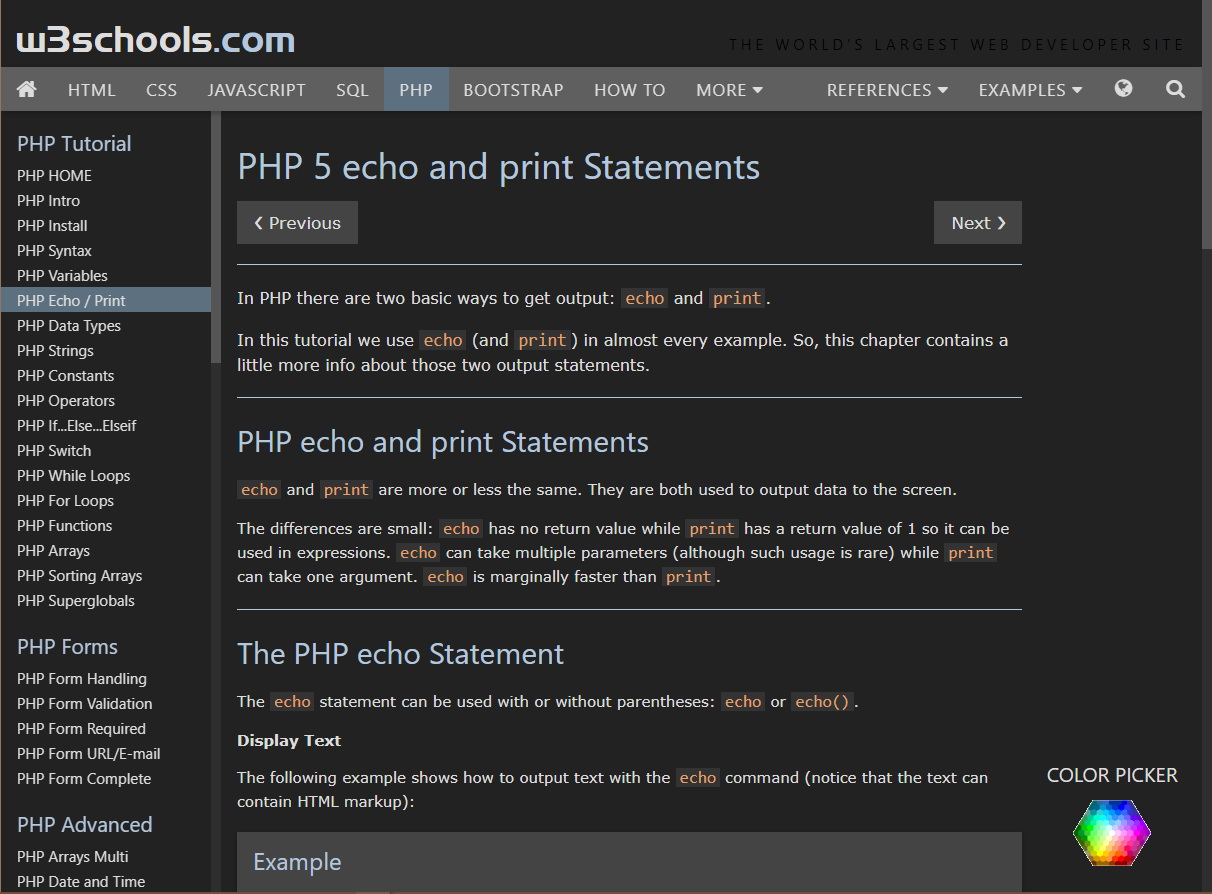 w3schools.com
THE WORLD'S LARGEST WEB DEVELOPER SITE
HTML CSS JAVASCRIPT SQL PHP BOOTSTRAP HOW TO MORE REFERENCES EXAMPLES
PHP Tutorial
PHP HOME
PHP Intro
PHP Install
PHP Syntax
PHP Variables
PHP Echo / Print
PHP Data Types
PHP Strings
PHP Constants
PHP Operators
PHP If...Else...Elseif
PHP Switch
PHP While Loops
PHP For Loops
PHP Functions
PHP Arrays
PHP Sorting Arrays
PHP Superglobals
PHP Forms
PHP Form Handling
PHP Form Validation
PHP Form Required
PHP Form URL/E-mail
PHP Form Complete
PHP Advanced
PHP Arrays Multi
PHP Date and Time
PHP 5 echo and print Statements
❮ Previous
Next ❯
In PHP there are two basic ways to get output: echo and print.
In this tutorial we use echo (and print) in almost every example. So, this chapter contains a
little more info about those two output statements.
PHP echo and print Statements
echo and print are more or less the same. They are both used to output data to the screen.
The differences are small: echo has no return value while print has a return value of 1 so it can be
used in expressions. echo can take multiple parameters (although such usage is rare) while print
can take one argument. echo is marginally faster than print.
The PHP echo Statement
The echo statement can be used with or without parentheses: echo or echo().
Display Text
The following example shows how to output text with the echo command (notice that the text can
contain HTML markup):
Example
COLOR PICKER